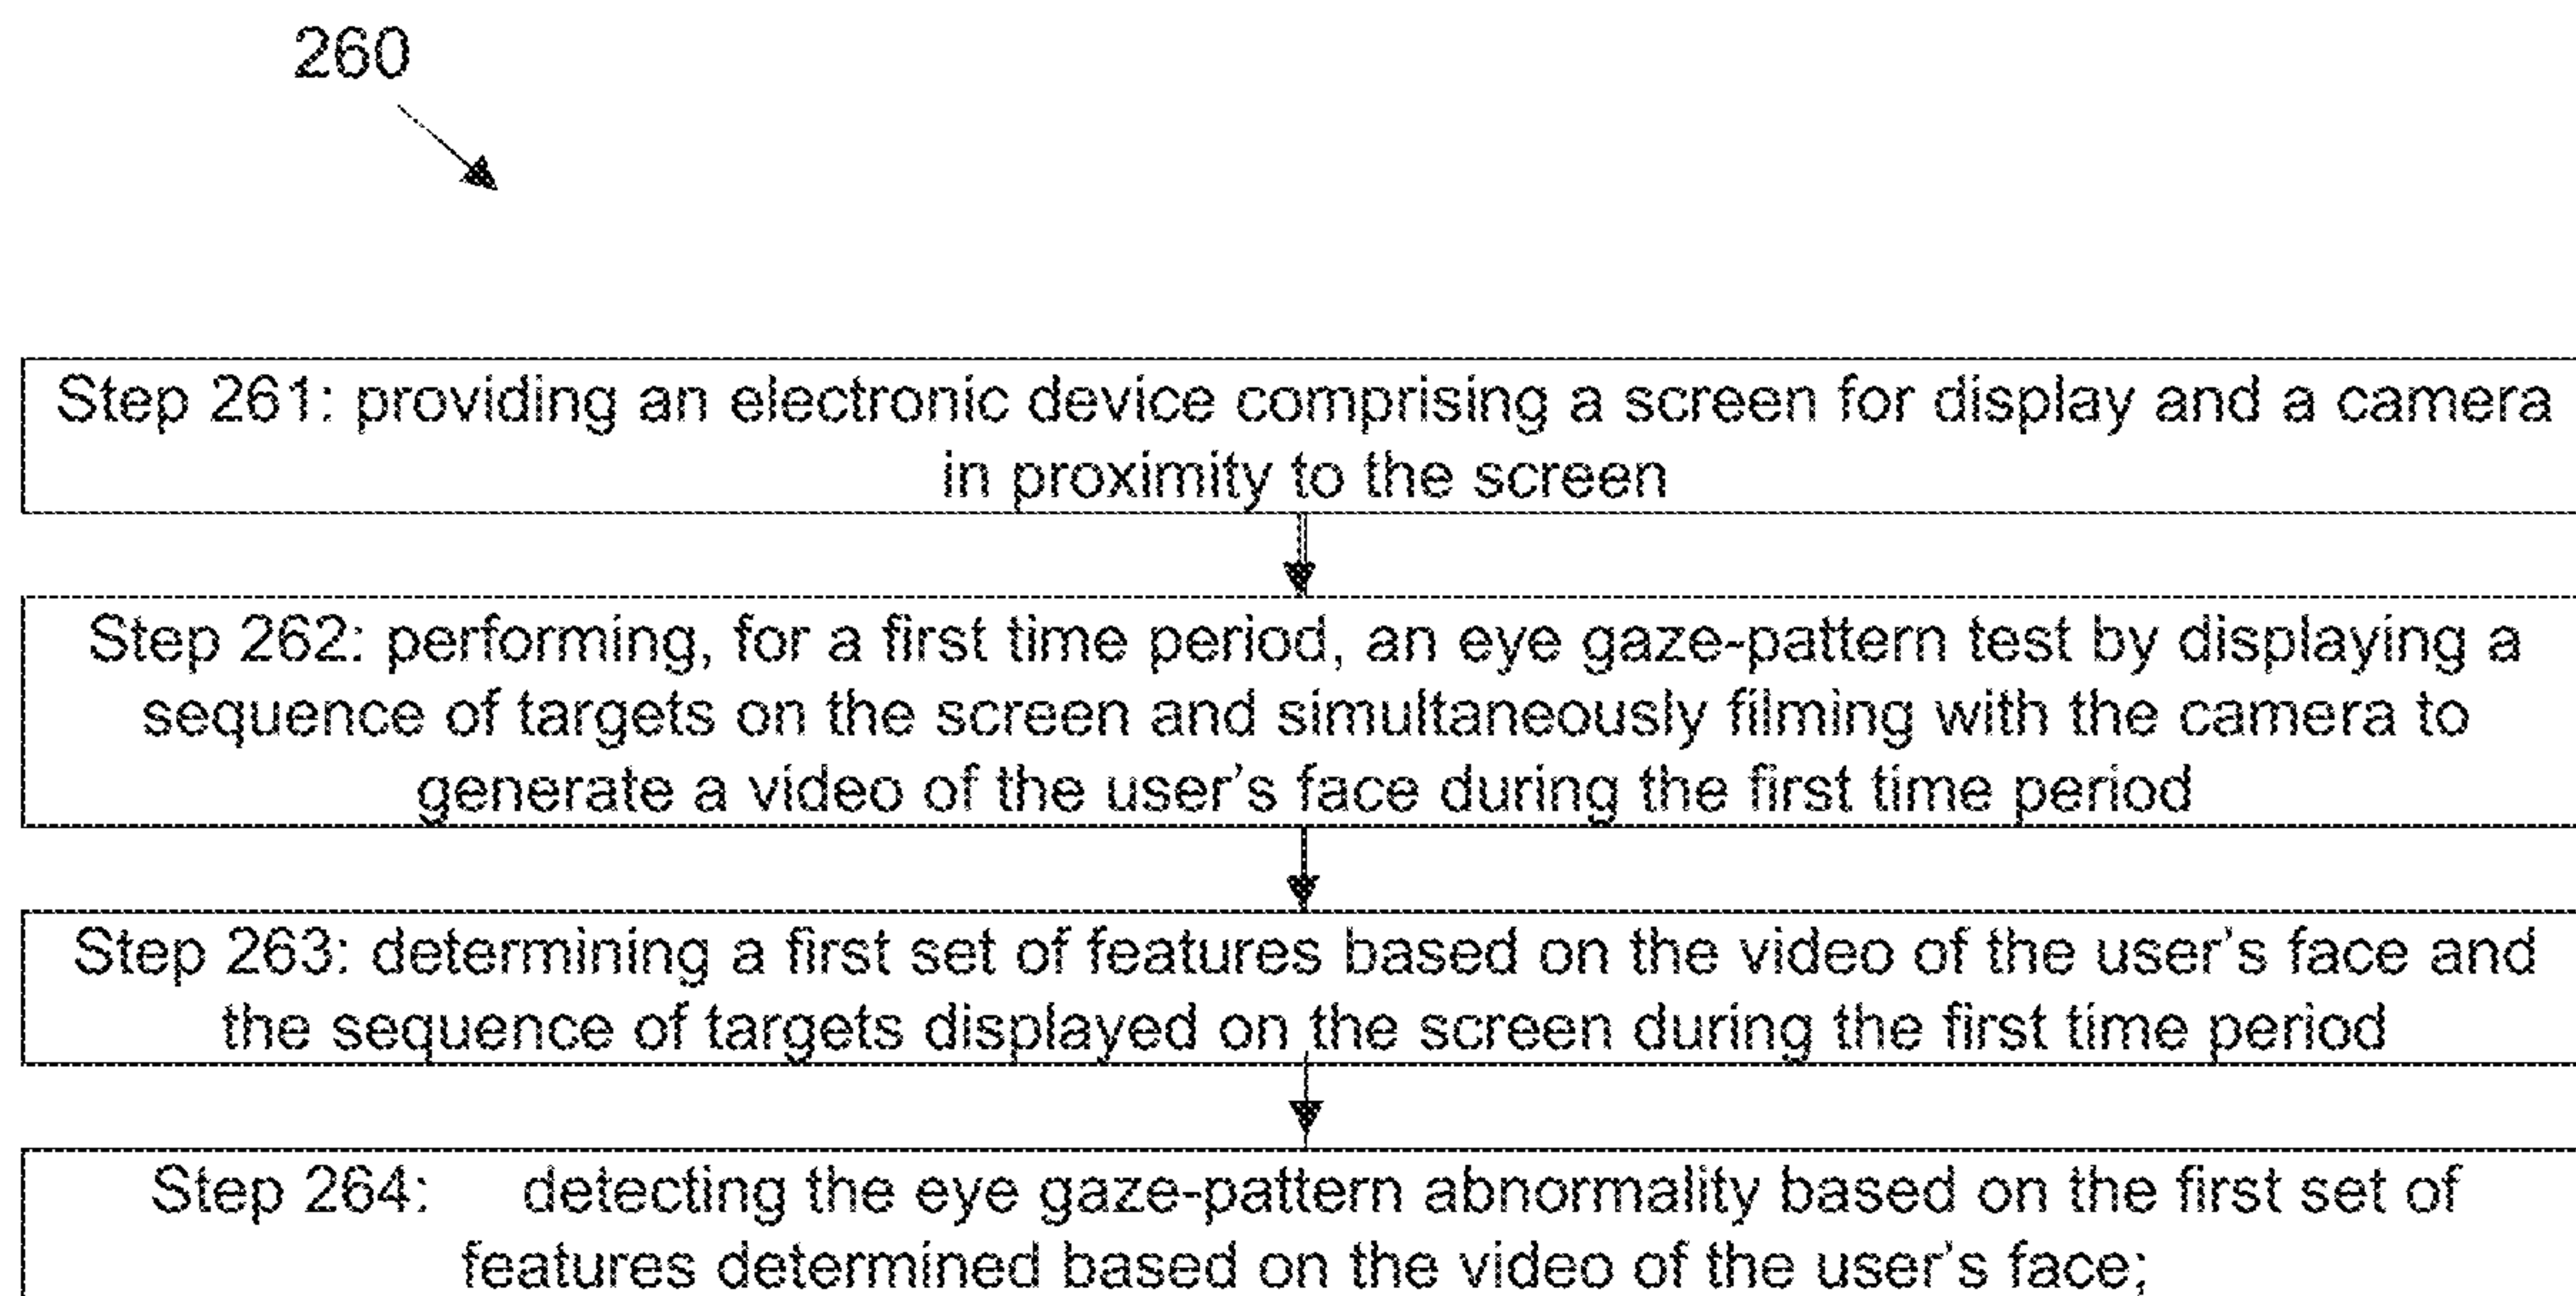 260
Step 261: providing an electronic device comprising a screen for display and a camera
in proximity to the screen
Step 262: performing, for a first time period, an eye gaze-pattern test by displaying a
sequence of targets on the screen and simultaneously filming with the camera to
generate a video of the user's face during the first time period
Step 263: determining a first set of features based on the video of the user's face and
the sequence of targets displayed on the screen during the first time period
Step 264: detecting the eye gaze-pattern abnormality based on the first set of
features determined based on the video of the user's face;